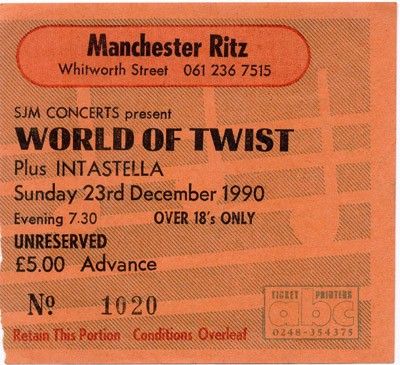 Manchester Ritz
Whitworth Street 061 236 7515
SJM CONCERTS present
WORLD OF TWIST
Plus INTASTELLA
Sunday 23rd December 1990
Evening 7.30 OVER 18's ONLY
UNRESERVED
£5.00 Advance
No 1020
TICKET PRINTERS
abc
0248-354375
Retain This Portion Conditions Overleaf